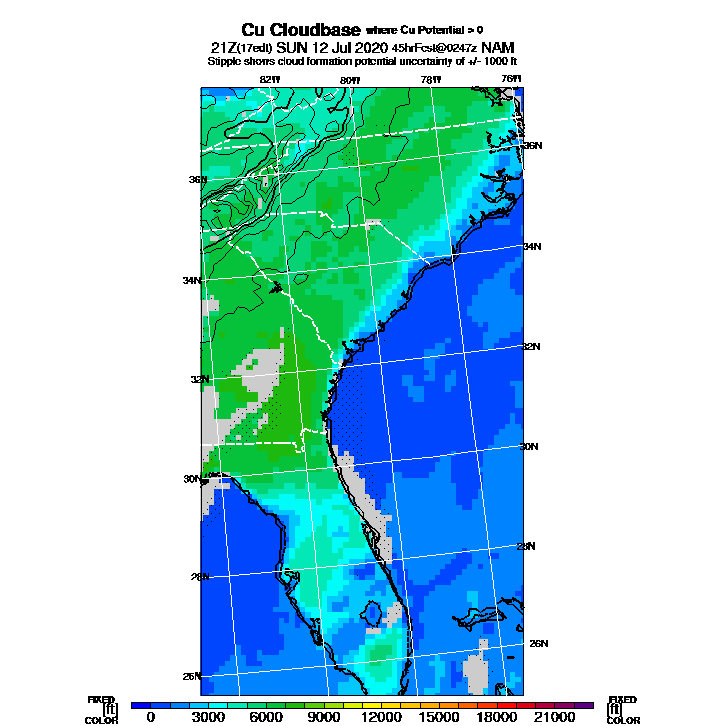 Cu Cloudbase where Cu Potential > 0
21Z(17edt) SUN 12 Jul 2020 45hrFcst@0247z NAM
Stipple shows cloud formation potential uncertainty of +/- 1000 ft
82W 80W 78W 76W
36N
36N
34N
34N
32N
32N
30N
30N
28N
28N
26N
26N
FIXED
[ft]
COLOR
0 3000 6000 9000 12000 15000 18000 21000
FIXED
[ft]
COLOR